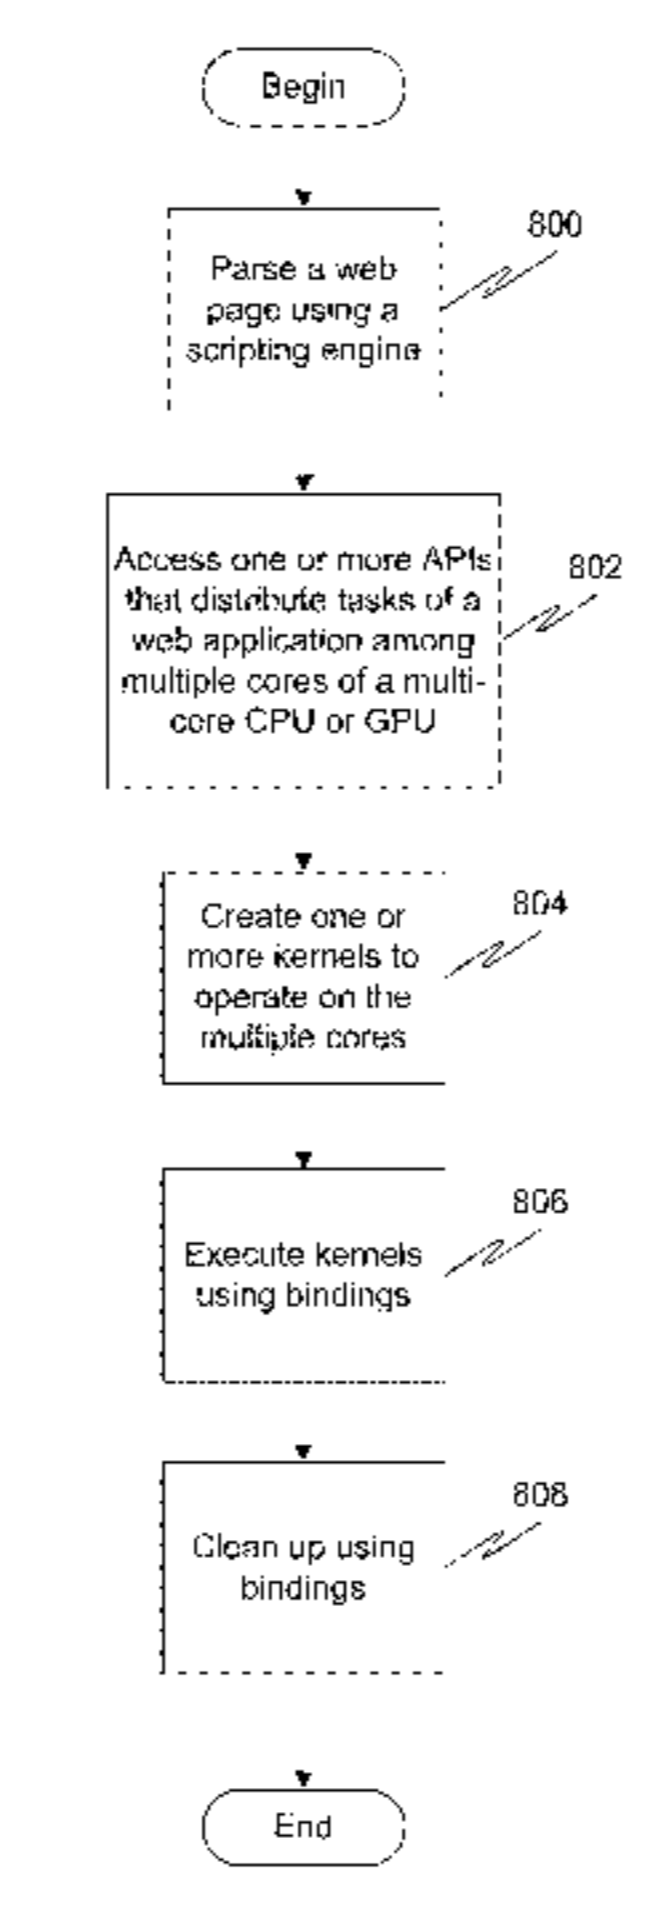 Begin
800
Parse a web
page using a
scripting engine
802
Access one or more APIs
that distribute tasks of a
web application among
multiple cores of a multi-
core CPU or GPU
804
Create one or
more kernels to
operate on the
multiple cores
806
Execute kernels
using bindings
808
Clean up using
bindings
End